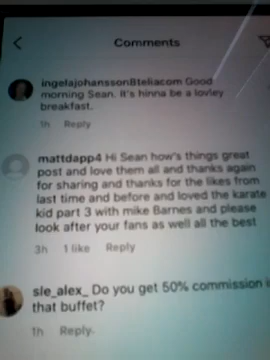 Comments
ingelajohansson8teliacom Good
morning Sean. It's hinna be a lovley
breakfast.
1h Reply
mattdapp4 Hi Sean how's things great
post and love them all and thanks again
for sharing and thanks for the likes from
last time and before and loved the karate
kid part 3 with mike Barnes and please
look after your fans as well all the best
3h 1 like Reply
sle_alex_ Do you get 50% commission
that buffet?
1h Reply